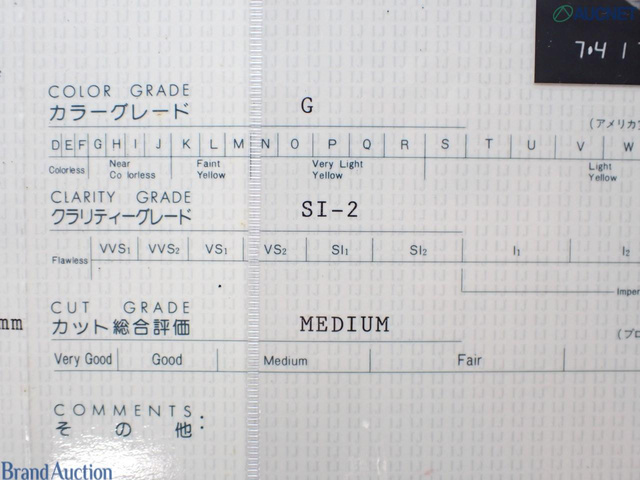 AUCNET
7.41
COLOR GRADE
カラーグレード G
(アメリカ
D E F G H I J K L M N O P Q R S T U V W
Colorless Near Colorless Faint Yellow Very Light Yellow Light Yellow
CLARITY GRADE
クラリティーグレード SI-2
Flawless VVS1 VVS2 VS1 VS2 SI1 SI2 I1 I2
CUT GRADE
mm カット総合評価 MEDIUM
(プロ
Very Good Good Medium Fair
COMMENTS
その他:
Brand Auction